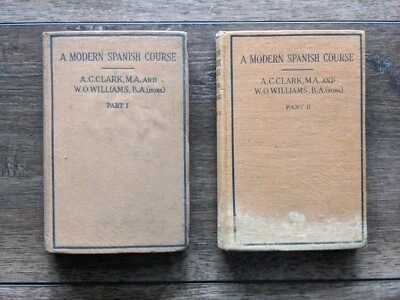 A MODERN SPANISH COURSE
A.C.CLARK, M.A. AND
W.O.WILLIAMS, B.A.(HONS.)
PART I
A MODERN SPANISH COURSE
A.C.CLARK, M.A. AND
W.O.WILLIAMS, B.A.(HONS.)
PART II